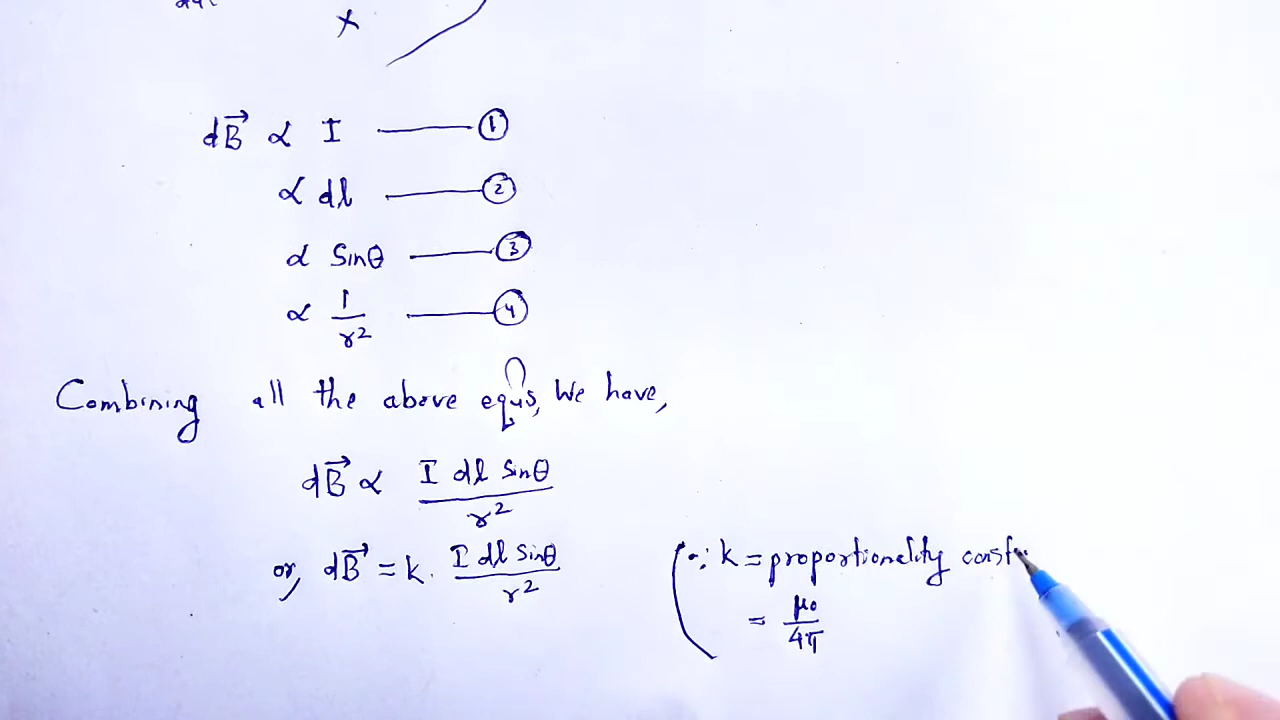 dB⃗ ∝ I ——— ①
∝ dl ——— ②
∝ Sinθ ——— ③
∝ 1/r² ——— ④
Combining all the above eqns, We have,
dB⃗ ∝ I dl Sinθ / r²
or, dB⃗ = k. I dl Sinθ / r² (∵ k = proportionality const
= μ₀/4π